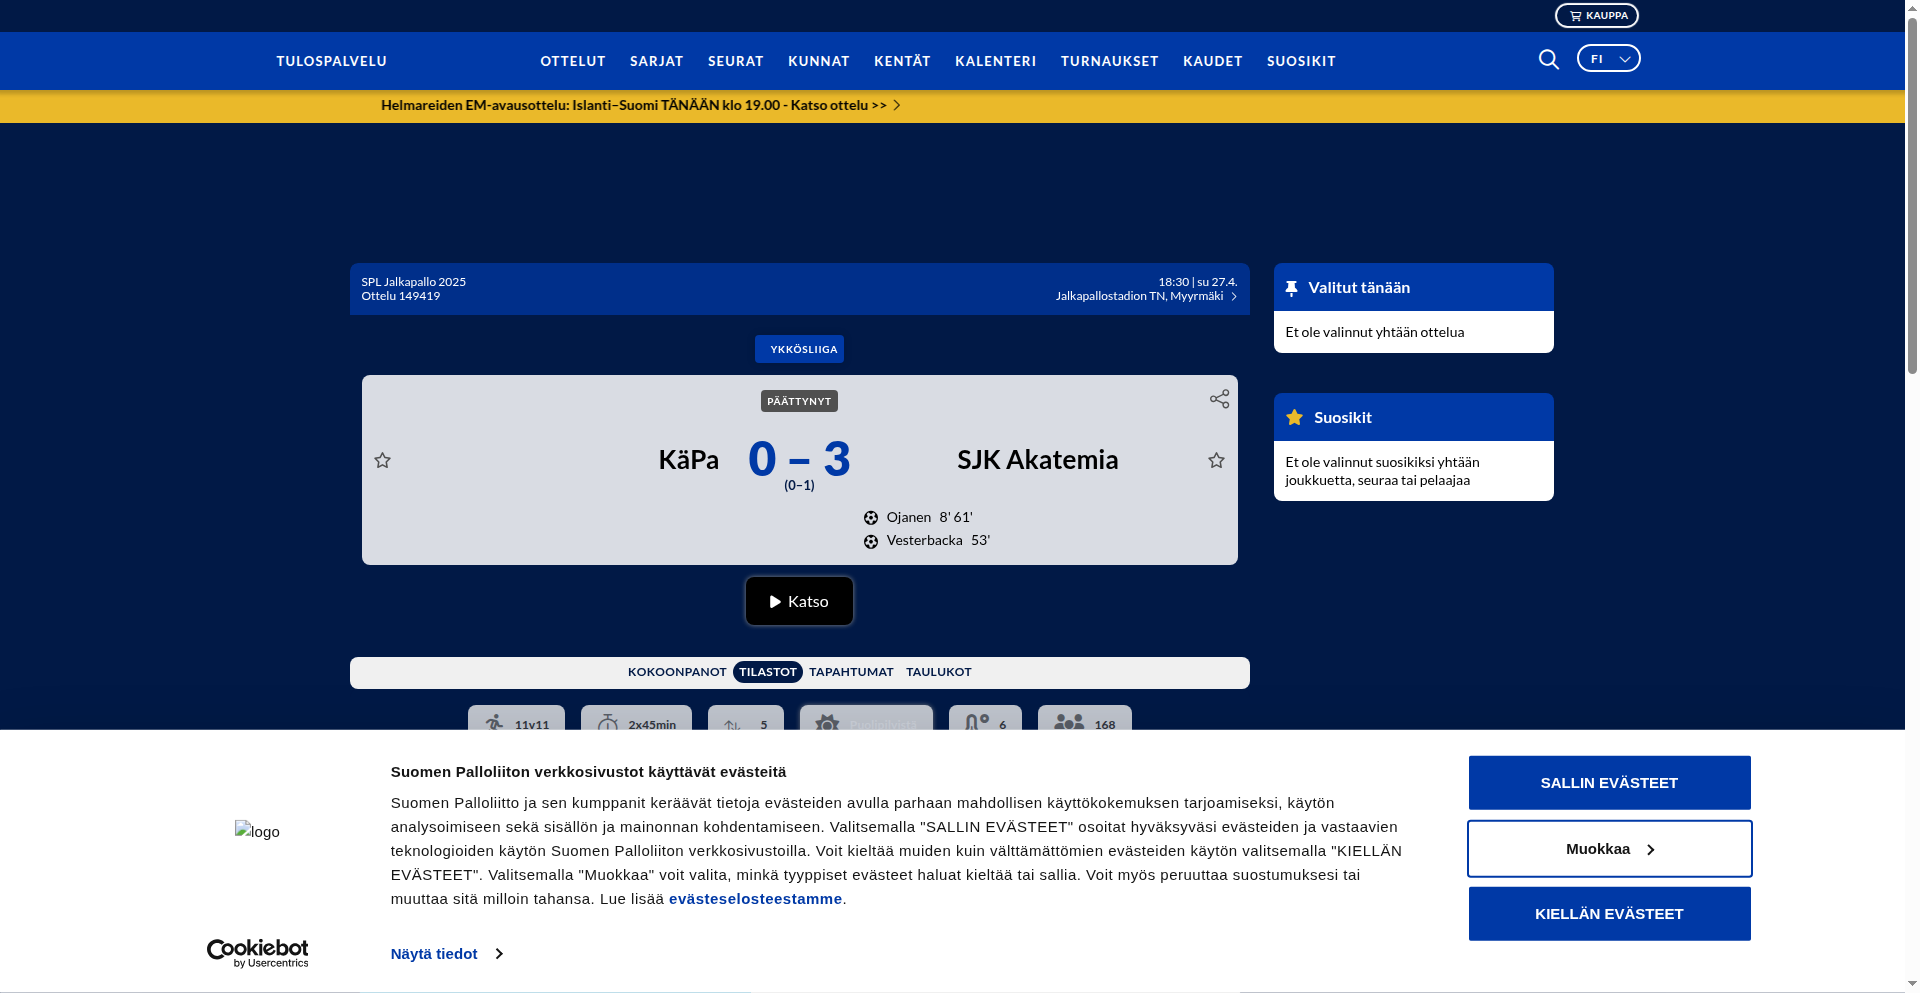 KAUPPA
TULOSPALVELU
OTTELUT SARJAT SEURAT KUNNAT KENTÄT KALENTERI TURNAUKSET KAUDET SUOSIKIT
FI
Helmareiden EM-avausottelu: Islanti–Suomi TÄNÄÄN klo 19.00 - Katso ottelu >>
SPL Jalkapallo 2025
Ottelu 149419
18:30 | su 27.4.
Jalkapallostadion TN, Myyrmäki
YKKÖSLIIGA
PÄÄTTYNYT
KäPa 0 – 3 SJK Akatemia
(0–1)
Ojanen 8' 61'
Vesterbacka 53'
Katso
Valitut tänään
Et ole valinnut yhtään ottelua
Suosikit
Et ole valinnut suosikiksi yhtään
joukkuetta, seuraa tai pelaajaa
KOKOONPANOT TILASTOT TAPAHTUMAT TAULUKOT
11v11 2x45min 5 Puolipilvistä 6 168
logo
Cookiebot
by Usercentrics
Suomen Palloliiton verkkosivustot käyttävät evästeitä
Suomen Palloliitto ja sen kumppanit keräävät tietoja evästeiden avulla parhaan mahdollisen käyttökokemuksen tarjoamiseksi, käytön
analysoimiseen sekä sisällön ja mainonnan kohdentamiseen. Valitsemalla "SALLIN EVÄSTEET" osoitat hyväksyväsi evästeiden ja vastaavien
teknologioiden käytön Suomen Palloliiton verkkosivustoilla. Voit kieltää muiden kuin välttämättömien evästeiden käytön valitsemalla "KIELLÄN
EVÄSTEET". Valitsemalla "Muokkaa" voit valita, minkä tyyppiset evästeet haluat kieltää tai sallia. Voit myös peruuttaa suostumuksesi tai
muuttaa sitä milloin tahansa. Lue lisää evästeselosteestamme.
Näytä tiedot
SALLIN EVÄSTEET
Muokkaa
KIELLÄN EVÄSTEET